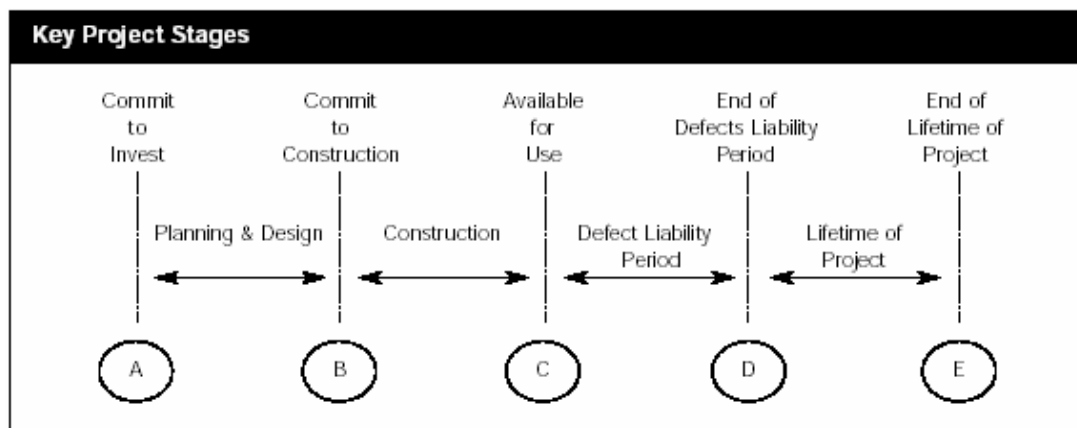 Key Project Stages
Commit
to
Invest
Commit
to
Construction
Available
for
Use
End of
Defects Liability
Period
End of
Lifetime of
Project
Planning & Design
Construction
Defect Liability
Period
Lifetime of
Project
A
B
C
D
E